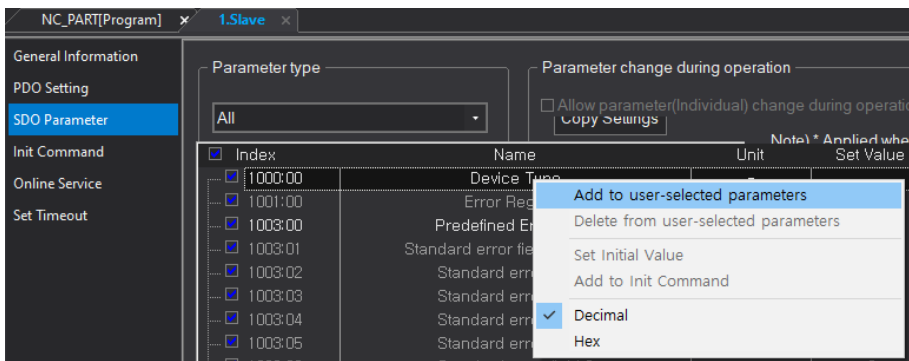 NC_PART[Program] ×
1.Slave ×
General Information
PDO Setting
SDO Parameter
Init Command
Online Service
Set Timeout
Parameter type
All
Parameter change during operation
Allow parameter(Individual) change during
Copy Settings
Note) * Applied
Index Name Unit Set Value
1000:00 Device Type
1001:00 Error Reg
1003:00 Predefined Er
1003:01 Standard error fie
1003:02 Standard erro
1003:03 Standard erro
1003:04 Standard erro
1003:05 Standard erro
Add to user-selected parameters
Delete from user-selected parameters
Set Initial Value
Add to Init Command
Decimal
Hex